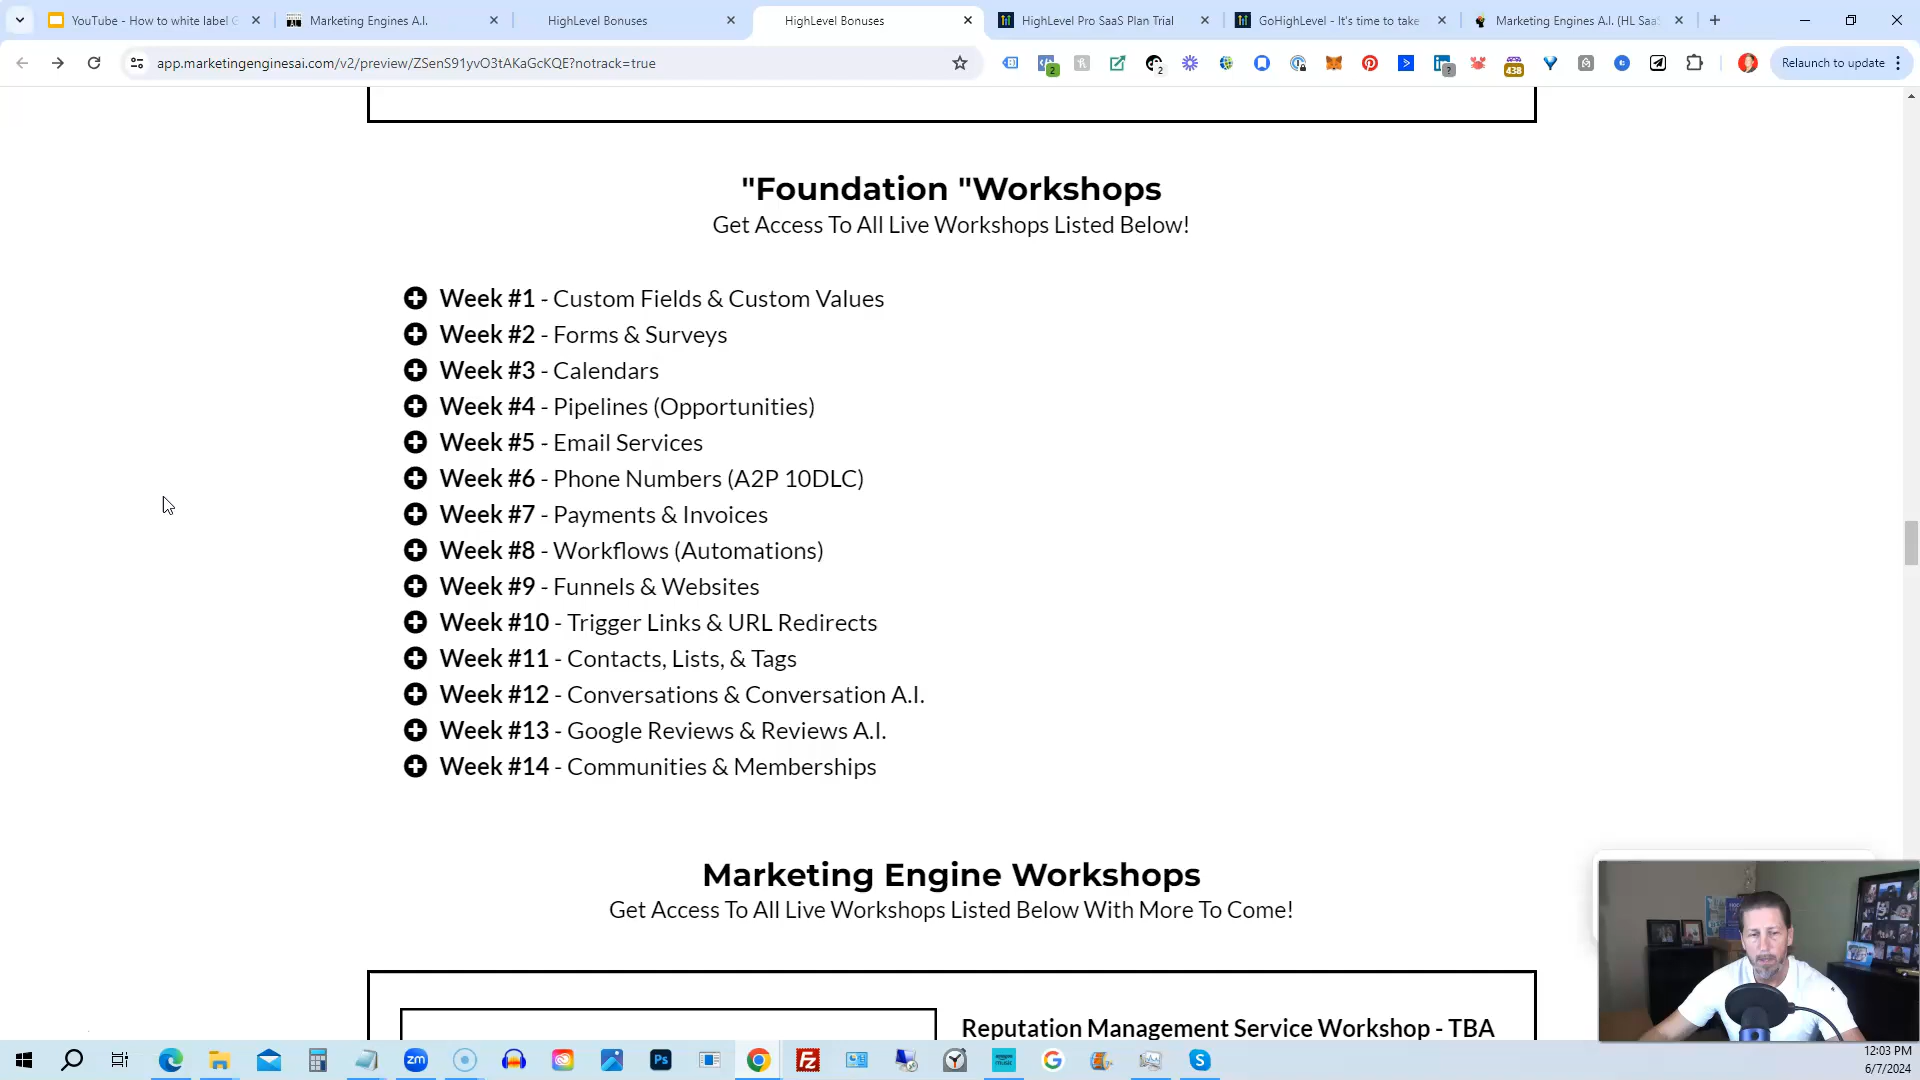 YouTube - How to white label G
Marketing Engines A.I.
HighLevel Bonuses
HighLevel Bonuses
HighLevel Pro SaaS Plan Trial
GoHighLevel - It's time to take
Marketing Engines A.I. (HL SaaS
app.marketingenginesai.com/v2/preview/ZSenS91yvO3tAKaGcKQE?notrack=true
2
2
?
438
Relaunch to update
"Foundation "Workshops
Get Access To All Live Workshops Listed Below!
Week #1 - Custom Fields & Custom Values
Week #2 - Forms & Surveys
Week #3 - Calendars
Week #4 - Pipelines (Opportunities)
Week #5 - Email Services
Week #6 - Phone Numbers (A2P 10DLC)
Week #7 - Payments & Invoices
Week #8 - Workflows (Automations)
Week #9 - Funnels & Websites
Week #10 - Trigger Links & URL Redirects
Week #11 - Contacts, Lists, & Tags
Week #12 - Conversations & Conversation A.I.
Week #13 - Google Reviews & Reviews A.I.
Week #14 - Communities & Memberships
Marketing Engine Workshops
Get Access To All Live Workshops Listed Below With More To Come!
Reputation Management Service Workshop - TBA
zm
Ps
Fz
12:03 PM
6/7/2024